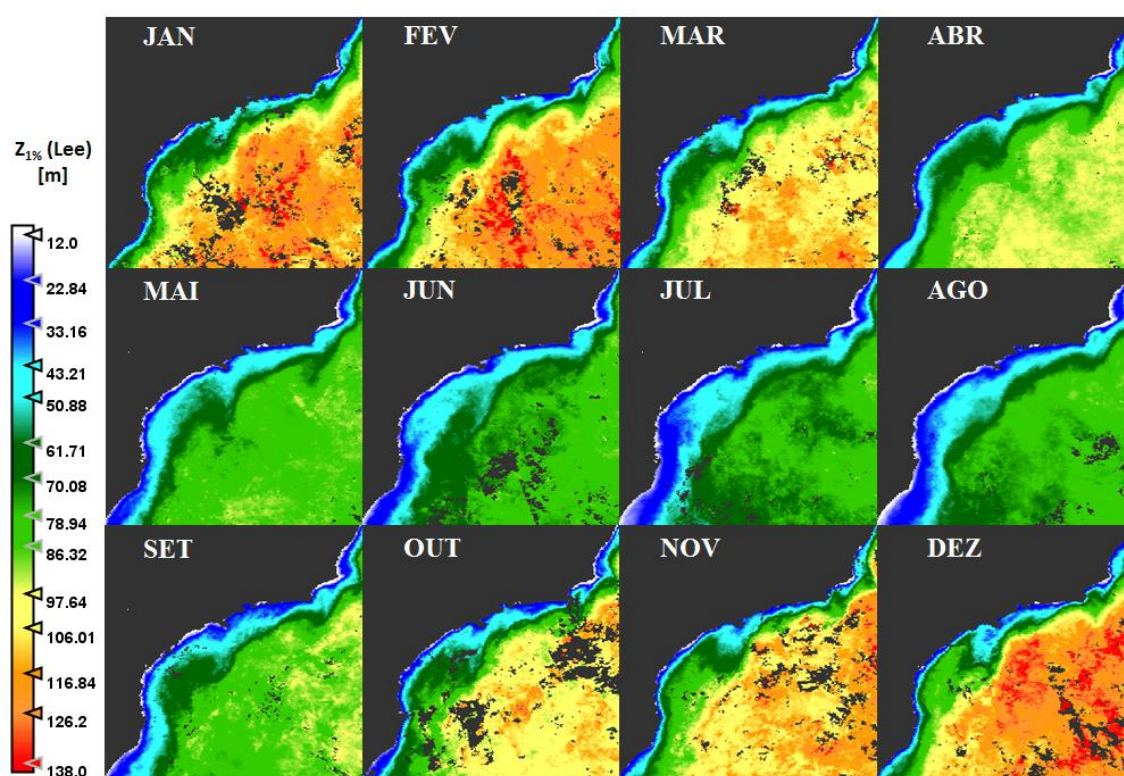 JAN
FEV
MAR
ABR
Z1% (Lee)
[m]
12.0
22.84
33.16
43.21
50.88
61.71
70.08
78.94
86.32
97.64
106.01
116.84
126.2
138.0
MAI
JUN
JUL
AGO
SET
OUT
NOV
DEZ